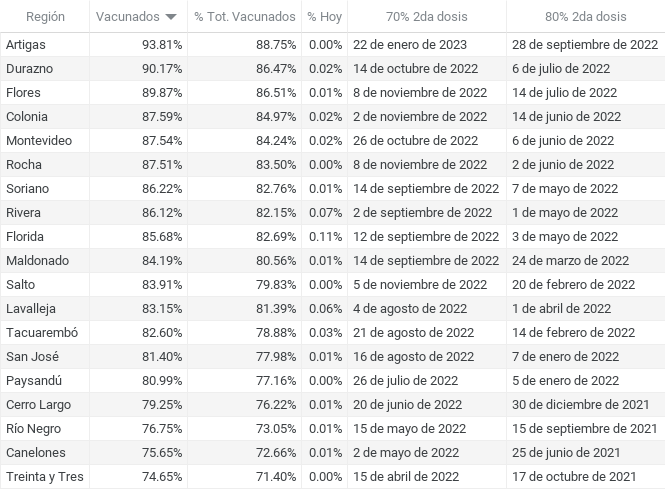 Región Vacunados % Tot. Vacunados % Hoy 70% 2da dosis 80% 2da dosis
Artigas 93.81% 88.75% 0.00% 22 de enero de 2023 28 de septiembre de 2022
Durazno 90.17% 86.47% 0.02% 14 de octubre de 2022 6 de julio de 2022
Flores 89.87% 86.51% 0.01% 8 de noviembre de 2022 14 de julio de 2022
Colonia 87.59% 84.97% 0.02% 2 de noviembre de 2022 14 de junio de 2022
Montevideo 87.54% 84.24% 0.02% 26 de octubre de 2022 6 de junio de 2022
Rocha 87.51% 83.50% 0.00% 8 de noviembre de 2022 2 de junio de 2022
Soriano 86.22% 82.76% 0.01% 14 de septiembre de 2022 7 de mayo de 2022
Rivera 86.12% 82.15% 0.07% 2 de septiembre de 2022 1 de mayo de 2022
Florida 85.68% 82.69% 0.11% 12 de septiembre de 2022 3 de mayo de 2022
Maldonado 84.19% 80.56% 0.01% 14 de septiembre de 2022 24 de marzo de 2022
Salto 83.91% 79.83% 0.00% 5 de noviembre de 2022 20 de febrero de 2022
Lavalleja 83.15% 81.39% 0.06% 4 de agosto de 2022 1 de abril de 2022
Tacuarembó 82.60% 78.88% 0.03% 21 de agosto de 2022 14 de febrero de 2022
San José 81.40% 77.98% 0.01% 16 de agosto de 2022 7 de enero de 2022
Paysandú 80.99% 77.16% 0.00% 26 de julio de 2022 5 de enero de 2022
Cerro Largo 79.25% 76.22% 0.01% 20 de junio de 2022 30 de diciembre de 2021
Río Negro 76.75% 73.05% 0.01% 15 de mayo de 2022 15 de septiembre de 2021
Canelones 75.65% 72.66% 0.01% 2 de mayo de 2022 25 de junio de 2021
Treinta y Tres 74.65% 71.40% 0.00% 15 de abril de 2022 17 de octubre de 2021